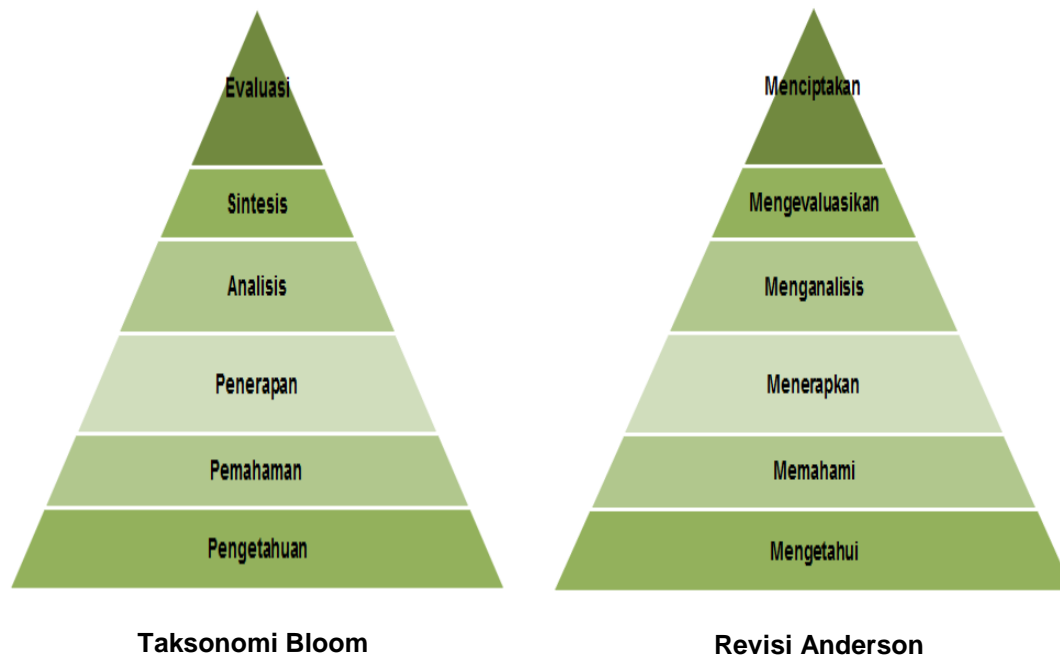 Evaluasi
Sintesis
Analisis
Penerapan
Pemahaman
Pengetahuan
Taksonomi Bloom
Menciptakan
Mengevaluasikan
Menganalisis
Menerapkan
Memahami
Mengetahui
Revisi Anderson